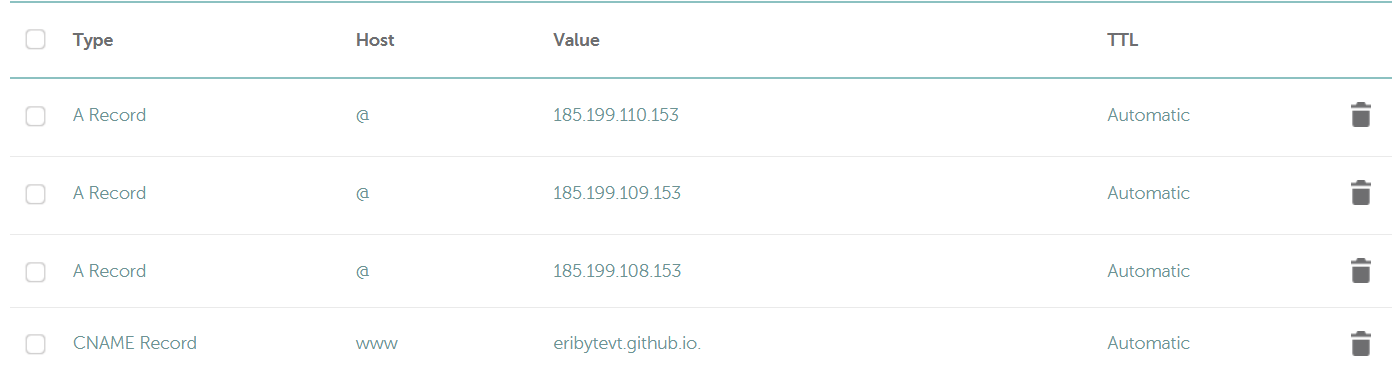 Type Host Value TTL
A Record @ 185.199.110.153 Automatic
A Record @ 185.199.109.153 Automatic
A Record @ 185.199.108.153 Automatic
CNAME Record www eribytevt.github.io. Automatic